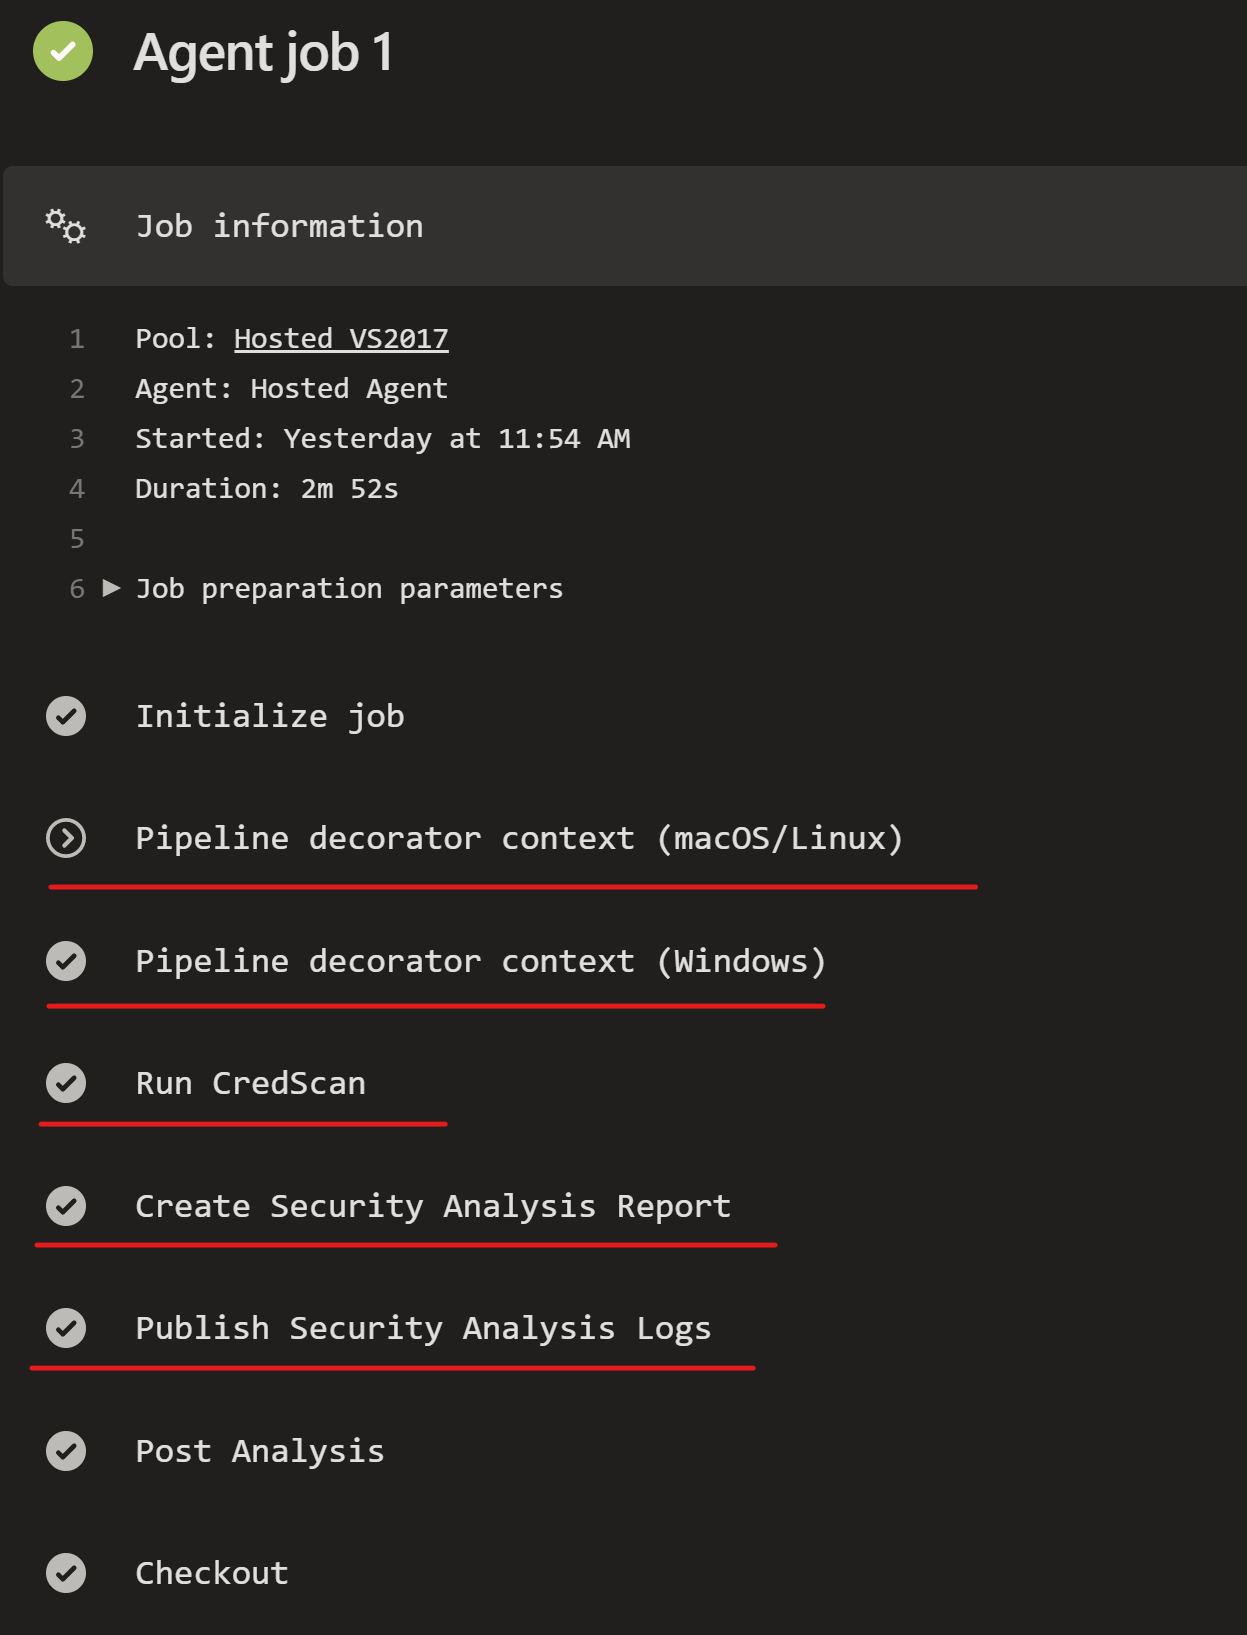 Agent job 1
Job information
1 Pool: Hosted VS2017
2 Agent: Hosted Agent
3 Started: Yesterday at 11:54 AM
4 Duration: 2m 52s
5
6 Job preparation parameters
Initialize job
Pipeline decorator context (macOS/Linux)
Pipeline decorator context (Windows)
Run CredScan
Create Security Analysis Report
Publish Security Analysis Logs
Post Analysis
Checkout